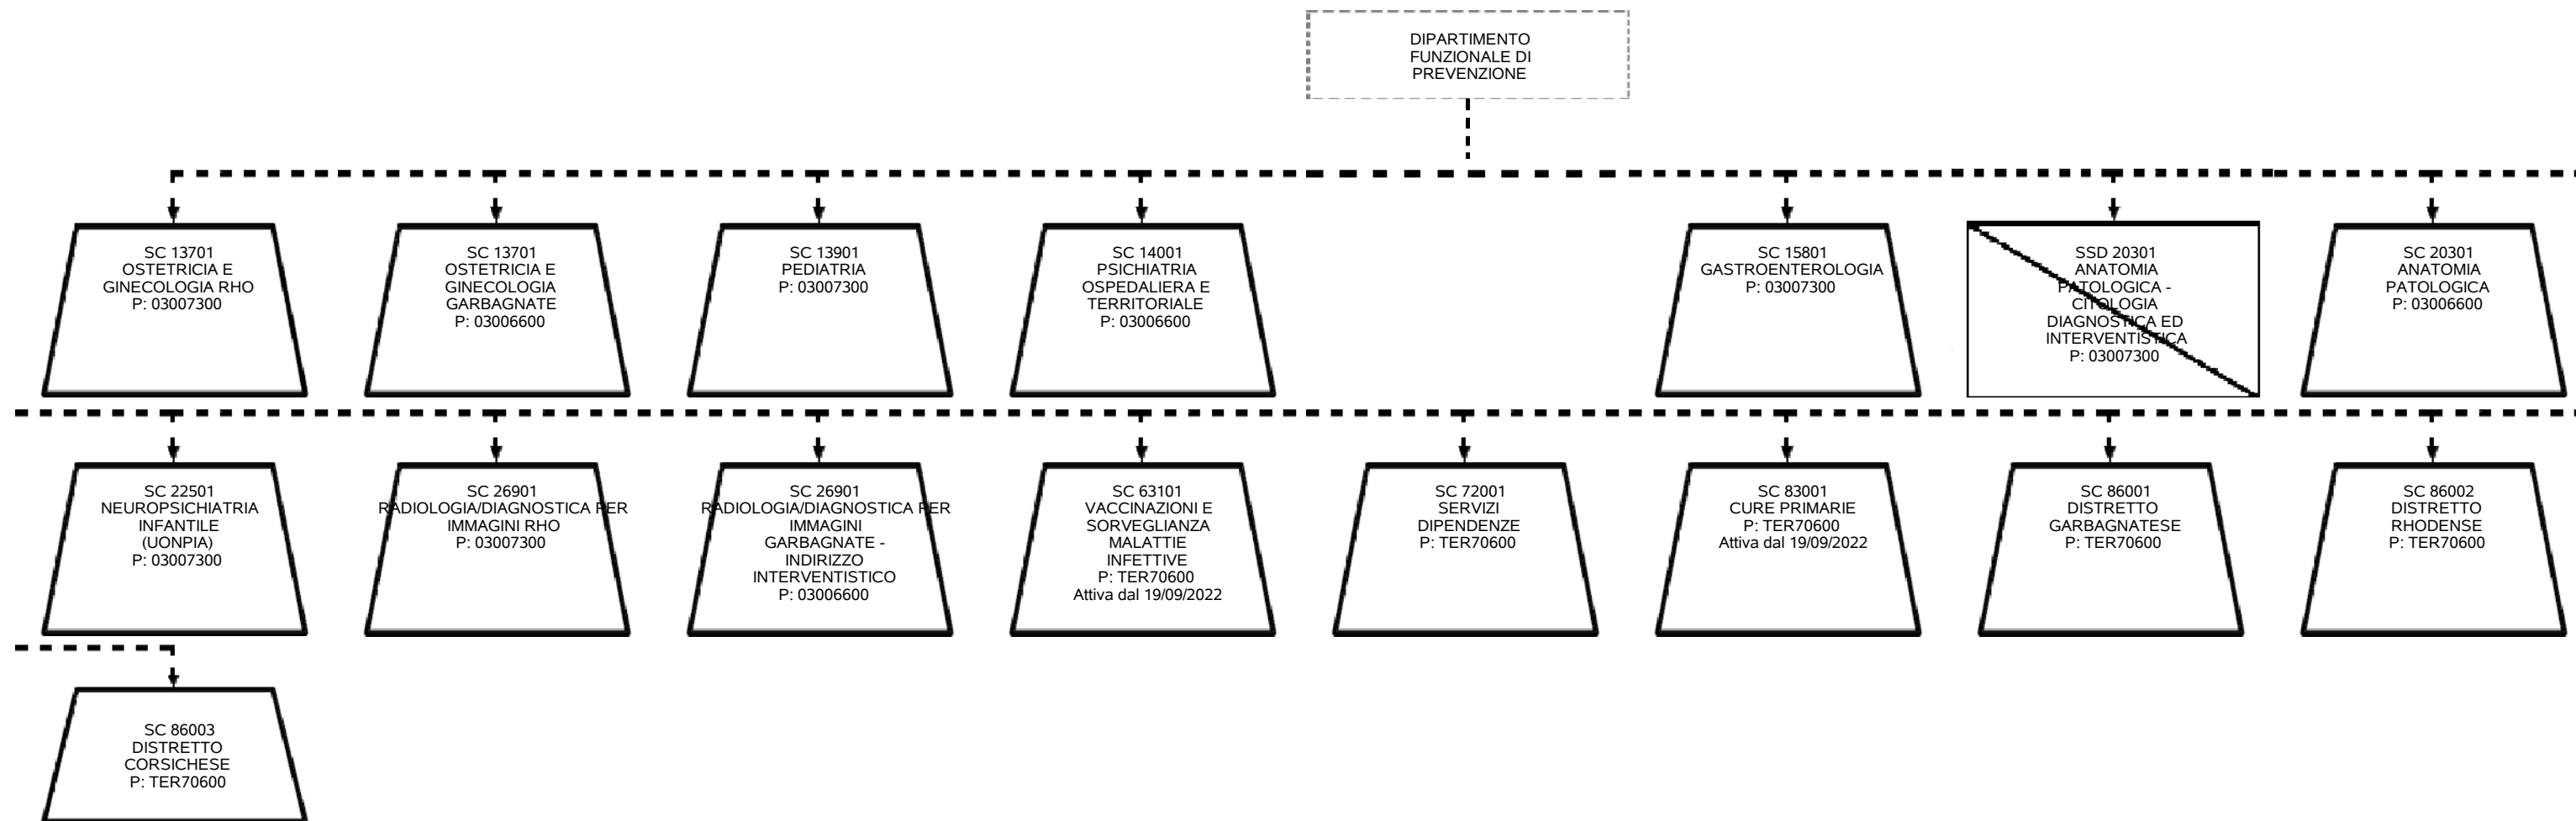 DIPARTIMENTO
FUNZIONALE DI
PREVENZIONE
SC 13701
OSTETRICIA E
GINECOLOGIA RHO
P: 03007300
SC 13701
OSTETRICIA E
GINECOLOGIA
GARBAGNATE
P: 03006600
SC 13901
PEDIATRIA
P: 03007300
SC 14001
PSICHIATRIA
OSPEDALIERA E
TERRITORIALE
P: 03006600
SC 15801
GASTROENTEROLOGIA
P: 03007300
SSD 20301
ANATOMIA
PATOLOGICA -
CITOLOGIA
DIAGNOSTICA ED
INTERVENTISTICA
P: 03007300
SC 20301
ANATOMIA
PATOLOGICA
P: 03006600
SC 22501
NEUROPSICHIATRIA
INFANTILE
(UONPIA)
P: 03007300
SC 26901
RADIOLOGIA/DIAGNOSTICA PER
IMMAGINI RHO
P: 03007300
SC 26901
RADIOLOGIA/DIAGNOSTICA PER
IMMAGINI
GARBAGNATE -
INDIRIZZO
INTERVENTISTICO
P: 03006600
SC 63101
VACCINAZIONI E
SORVEGLIANZA
MALATTIE
INFETTIVE
P: TER70600
Attiva dal 19/09/2022
SC 72001
SERVIZI
DIPENDENZE
P: TER70600
SC 83001
CURE PRIMARIE
P: TER70600
Attiva dal 19/09/2022
SC 86001
DISTRETTO
GARBAGNATESE
P: TER70600
SC 86002
DISTRETTO
RHODENSE
P: TER70600
SC 86003
DISTRETTO
CORSICHESE
P: TER70600